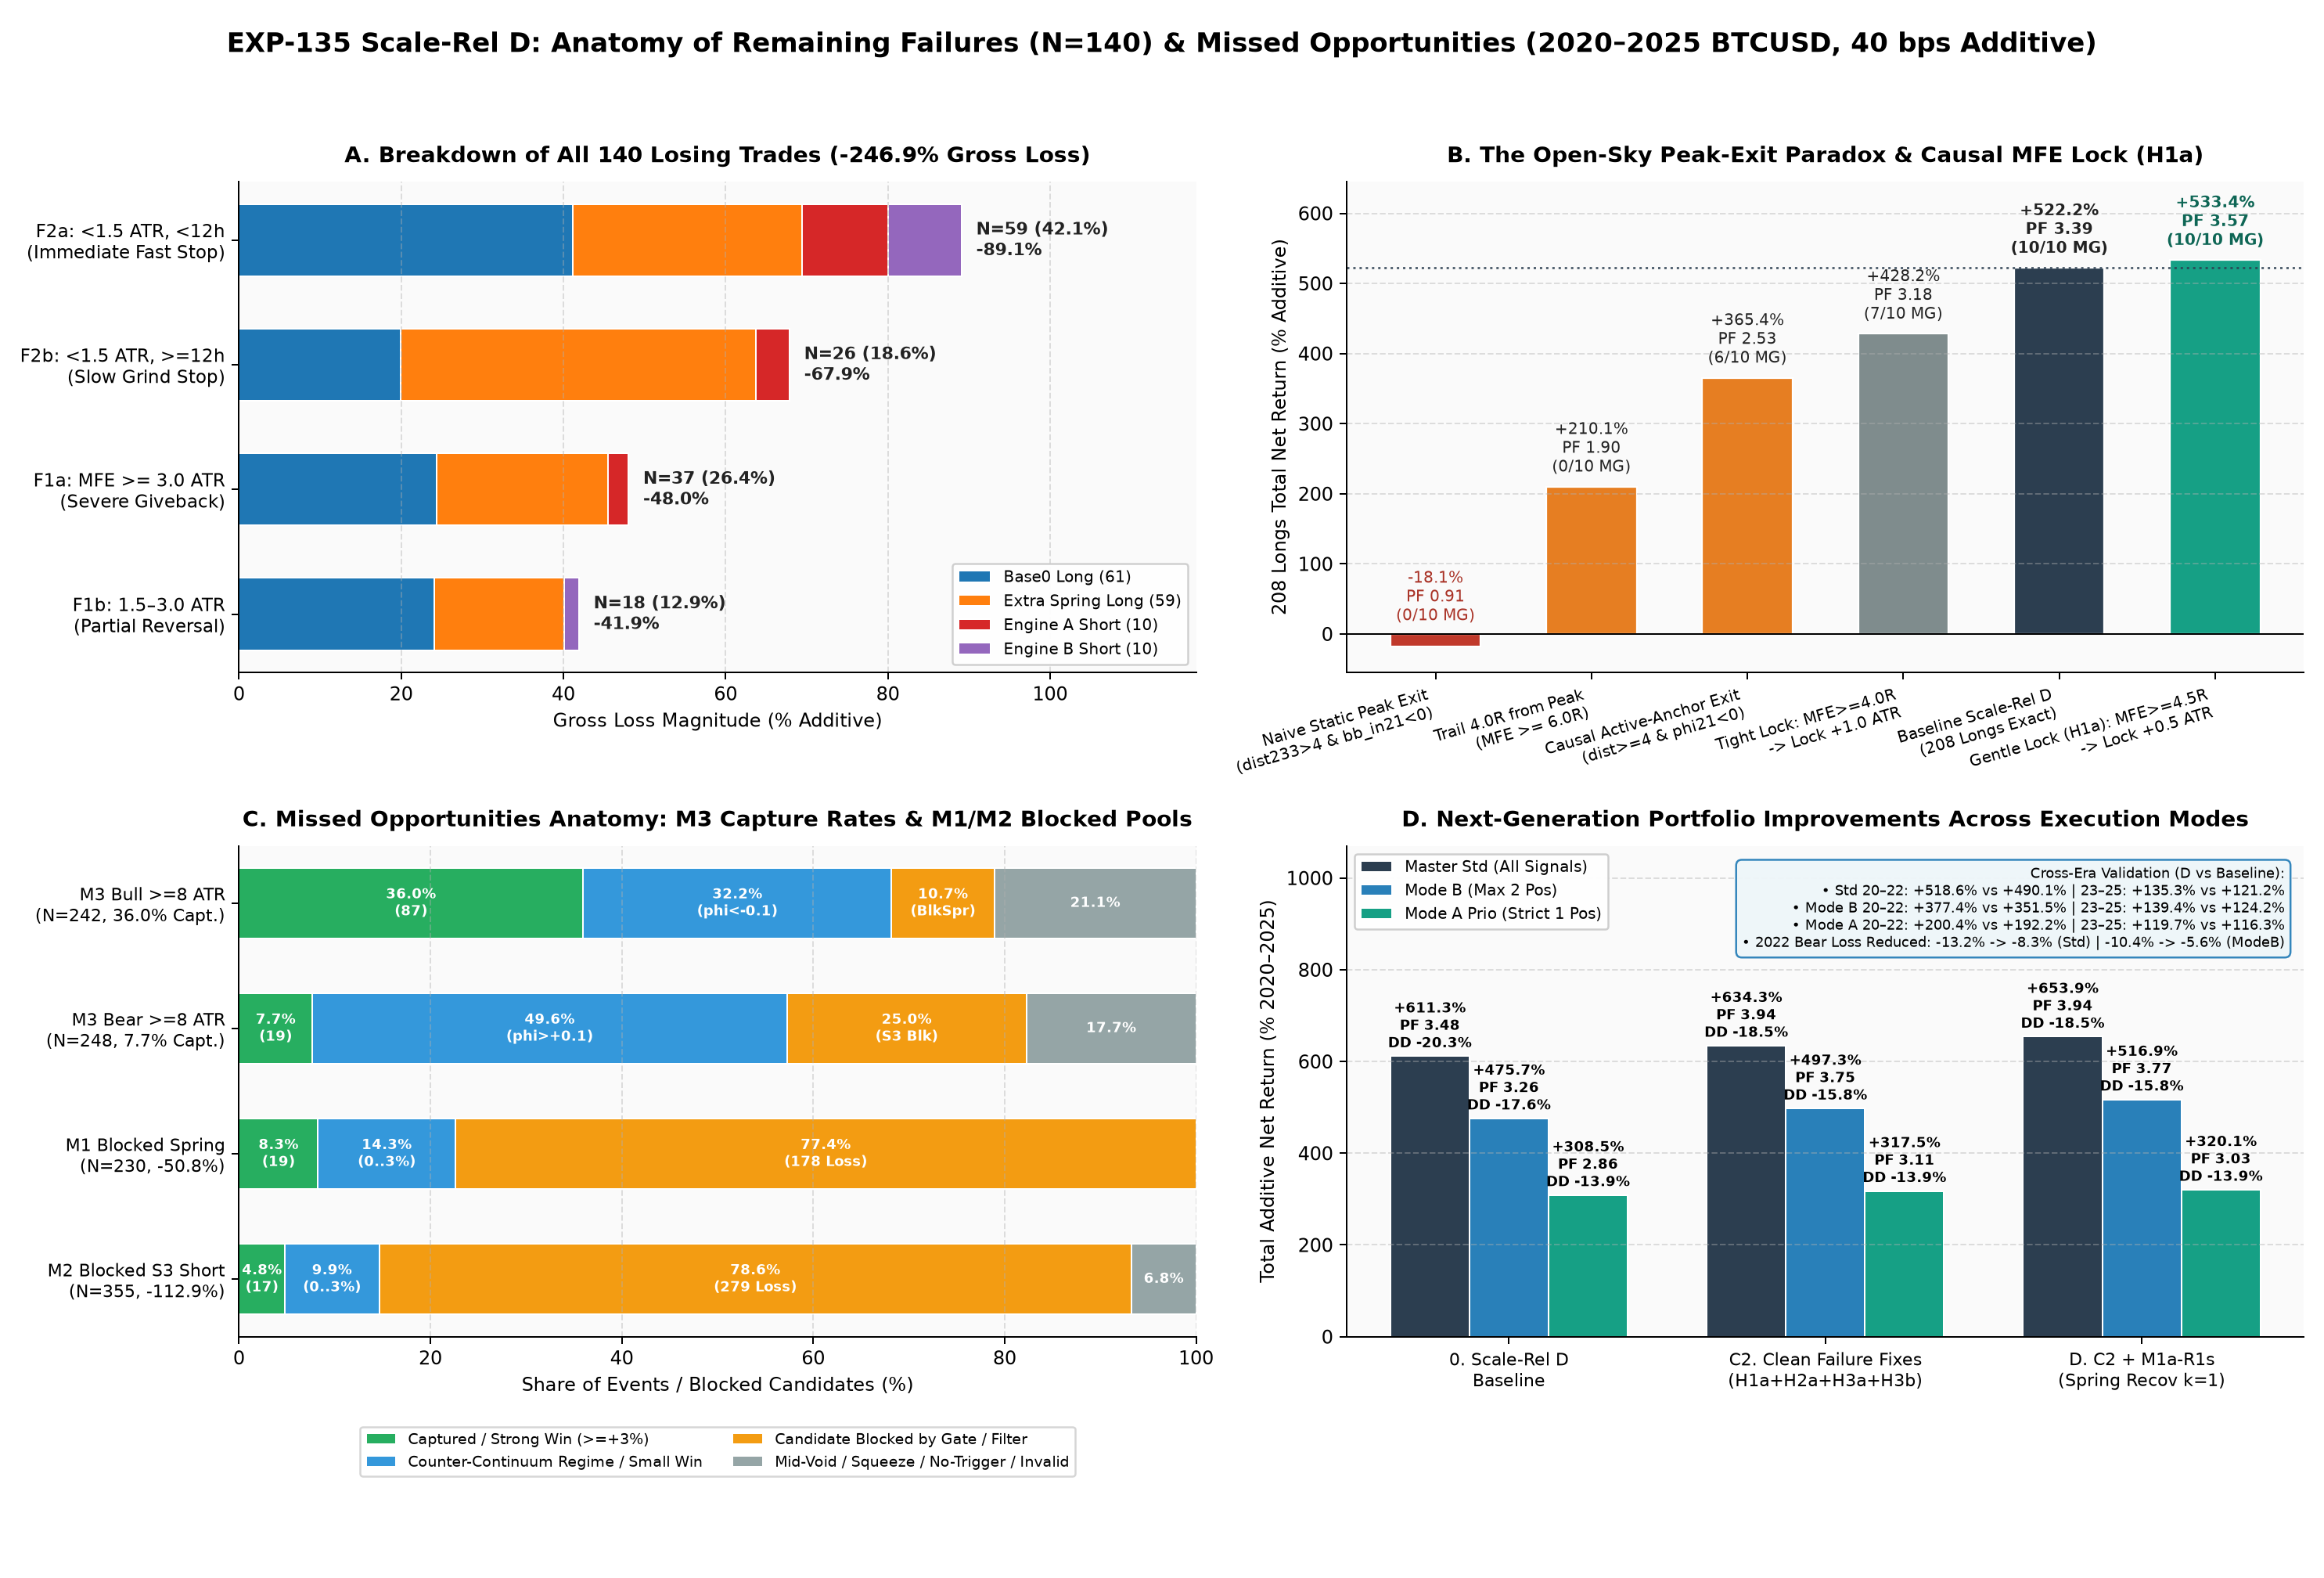 EXP-135 Scale-Rel D: Anatomy of Remaining Failures (N=140) & Missed Opportunities (2020–2025 BTCUSD, 40 bps Additive)
A. Breakdown of All 140 Losing Trades (-246.9% Gross Loss)
F2a: <1.5 ATR, <12h
(Immediate Fast Stop)
N=59 (42.1%)
-89.1%
F2b: <1.5 ATR, >=12h
(Slow Grind Stop)
N=26 (18.6%)
-67.9%
F1a: MFE >= 3.0 ATR
(Severe Giveback)
N=37 (26.4%)
-48.0%
F1b: 1.5–3.0 ATR
(Partial Reversal)
N=18 (12.9%)
-41.9%
Base0 Long (61)
Extra Spring Long (59)
Engine A Short (10)
Engine B Short (10)
0 20 40 60 80 100
Gross Loss Magnitude (% Additive)
B. The Open-Sky Peak-Exit Paradox & Causal MFE Lock (H1a)
208 Longs Total Net Return (% Additive)
600
500
400
300
200
100
0
-18.1%
PF 0.91
(0/10 MG)
+210.1%
PF 1.90
(0/10 MG)
+365.4%
PF 2.53
(6/10 MG)
+428.2%
PF 3.18
(7/10 MG)
+522.2%
PF 3.39
(10/10 MG)
+533.4%
PF 3.57
(10/10 MG)
Naive Static Peak Exit
(dist233>4 & bb_in21<0)
Trail 4.0R from Peak
(MFE >= 6.0R)
Causal Active-Anchor Exit
(dist>=4 & phi21<0)
Tight Lock: MFE>=4.0R
-> Lock +1.0 ATR
Baseline Scale-Rel D
(208 Longs Exact)
Gentle Lock (H1a): MFE>=4.5R
-> Lock +0.5 ATR
C. Missed Opportunities Anatomy: M3 Capture Rates & M1/M2 Blocked Pools
M3 Bull >=8 ATR
(N=242, 36.0% Capt.)
36.0%
(87)
32.2%
(phi<-0.1)
10.7%
(BlkSpr)
21.1%
M3 Bear >=8 ATR
(N=248, 7.7% Capt.)
7.7%
(19)
49.6%
(phi>+0.1)
25.0%
(S3 Blk)
17.7%
M1 Blocked Spring
(N=230, -50.8%)
8.3%
(19)
14.3%
(0..3%)
77.4%
(178 Loss)
M2 Blocked S3 Short
(N=355, -112.9%)
4.8%
(17)
9.9%
(0..3%)
78.6%
(279 Loss)
6.8%
0 20 40 60 80 100
Share of Events / Blocked Candidates (%)
Captured / Strong Win (>=+3%)
Counter-Continuum Regime / Small Win
Candidate Blocked by Gate / Filter
Mid-Void / Squeeze / No-Trigger / Invalid
D. Next-Generation Portfolio Improvements Across Execution Modes
Total Additive Net Return (% 2020–2025)
1000
800
600
400
200
0
Master Std (All Signals)
Mode B (Max 2 Pos)
Mode A Prio (Strict 1 Pos)
Cross-Era Validation (D vs Baseline):
• Std 20–22: +518.6% vs +490.1% | 23–25: +135.3% vs +121.2%
• Mode B 20–22: +377.4% vs +351.5% | 23–25: +139.4% vs +124.2%
• Mode A 20–22: +200.4% vs +192.2% | 23–25: +119.7% vs +116.3%
• 2022 Bear Loss Reduced: -13.2% -> -8.3% (Std) | -10.4% -> -5.6% (ModeB)
+611.3%
PF 3.48
DD -20.3%
+475.7%
PF 3.26
DD -17.6%
+308.5%
PF 2.86
DD -13.9%
+634.3%
PF 3.94
DD -18.5%
+497.3%
PF 3.75
DD -15.8%
+317.5%
PF 3.11
DD -13.9%
+653.9%
PF 3.94
DD -18.5%
+516.9%
PF 3.77
DD -15.8%
+320.1%
PF 3.03
DD -13.9%
0. Scale-Rel D
Baseline
C2. Clean Failure Fixes
(H1a+H2a+H3a+H3b)
D. C2 + M1a-R1s
(Spring Recov k=1)